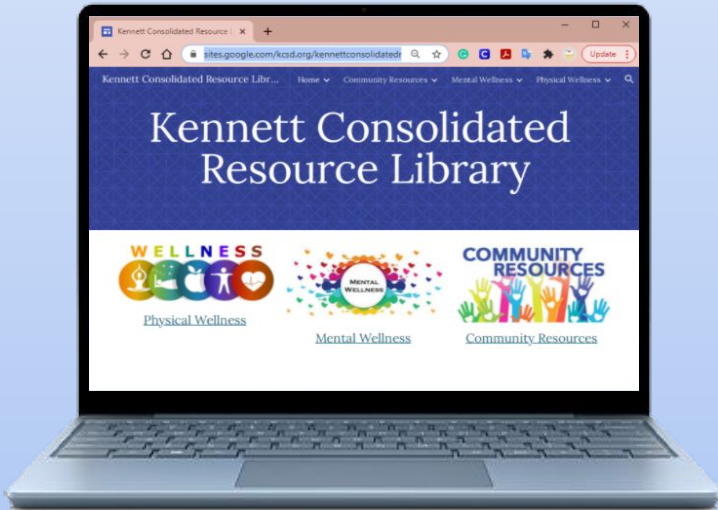 Kennett Consolidated Resource L
sites.google.com/kcsd.org/kennettconsolidatedr
Update
Kennett Consolidated Resource Libr...
Home
Community Resources
Mental Wellness
Physical Wellness
Kennett Consolidated
Resource Library
WELLNESS
Physical Wellness
MENTAL
WELLNESS
Mental Wellness
COMMUNITY
RESOURCES
Community Resources